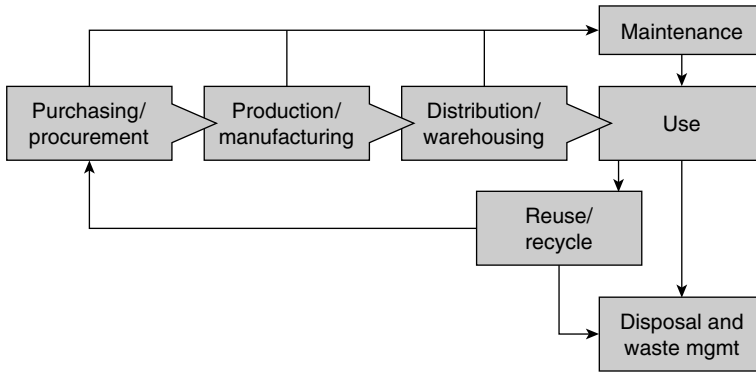 Maintenance
Purchasing/
procurement
Production/
manufacturing
Distribution/
warehousing
Use
Reuse/
recycle
Disposal and
waste mgmt